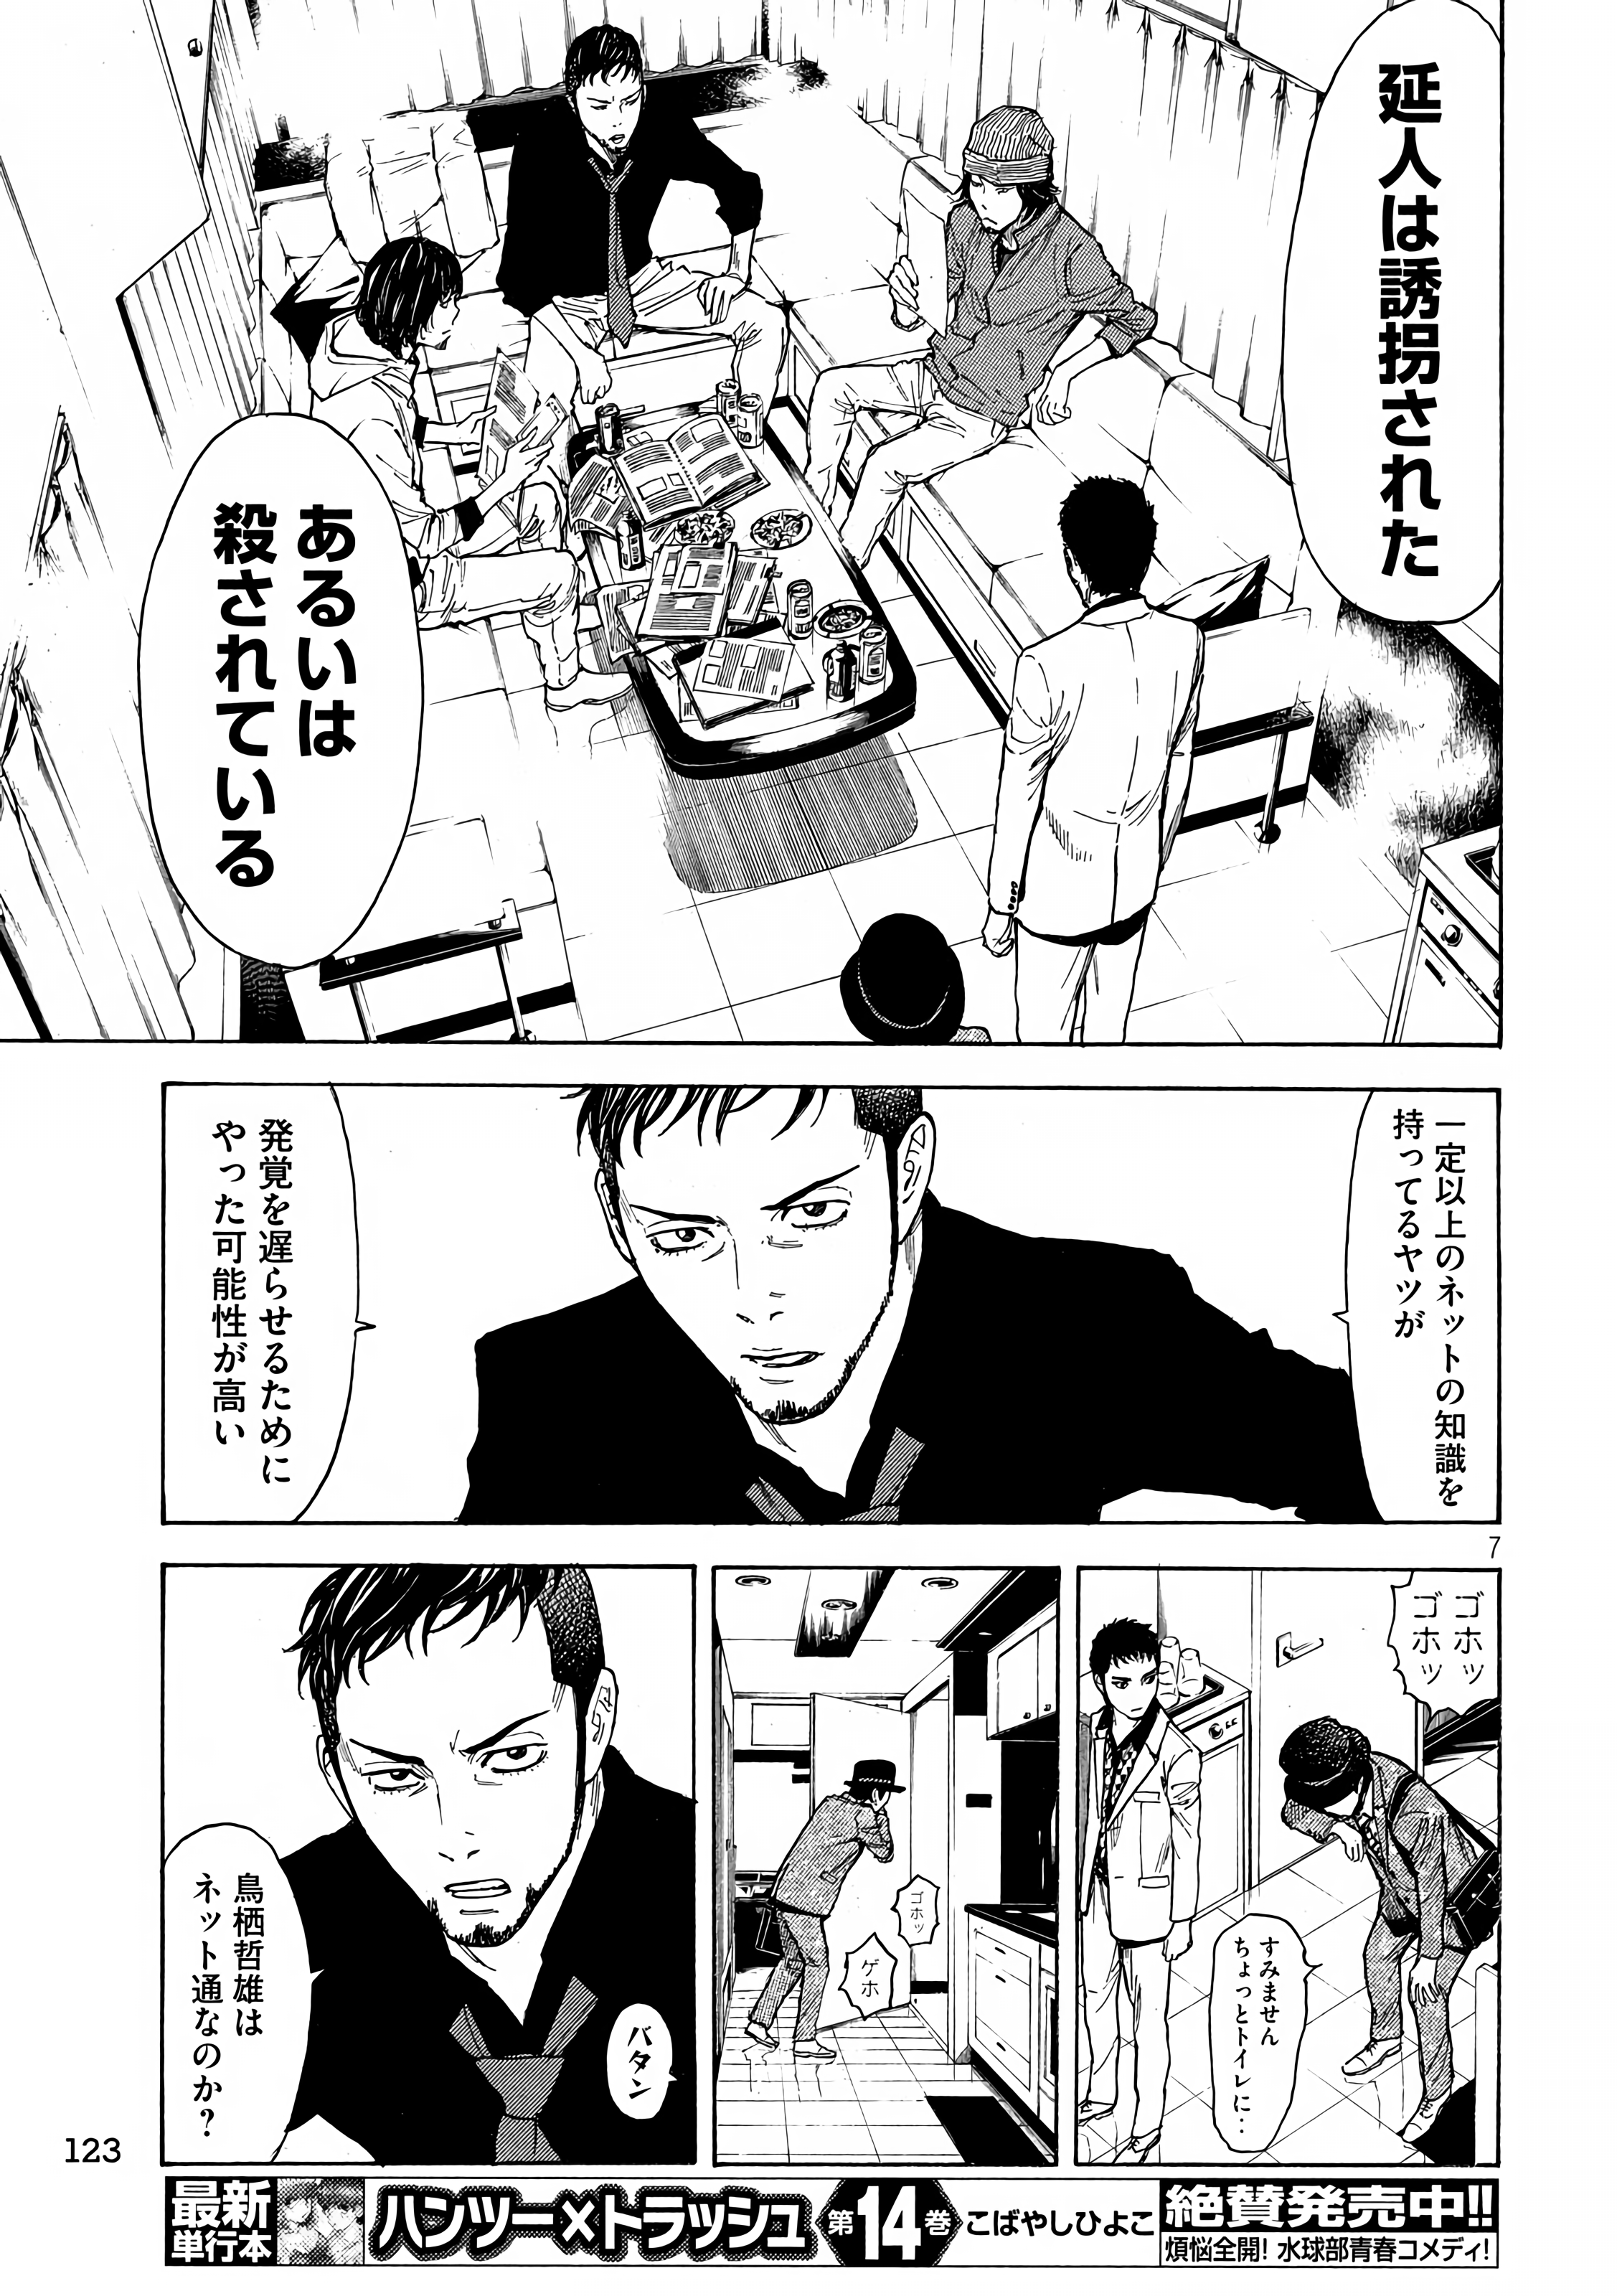 延人は誘拐された
あるいは
殺されている
一定以上のネットの知識を
持ってるヤツが
発覚を遅らせるために
やった可能性が高い
7
ゴホッ
ゴホッ
すみません
ちょっとトイレに‥
ゴホッ
ゲホ
バタン
鳥栖哲雄は
ネット通なのか?
123
最新
単行本
ハンツー×トラッシュ
第14巻
こばやしひよこ
絶賛発売中!!
煩悩全開! 水球部青春コメディ!